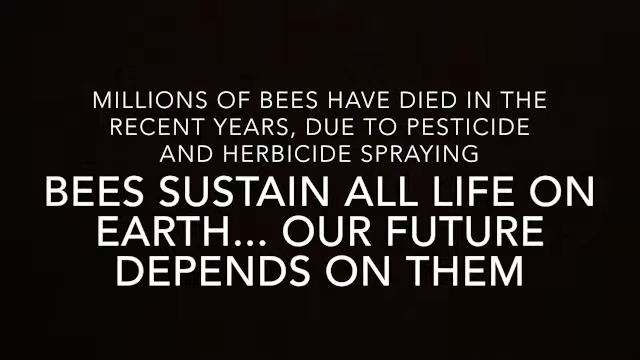 MILLIONS OF BEES HAVE DIED IN THE
RECENT YEARS, DUE TO PESTICIDE
AND HERBICIDE SPRAYING
BEES SUSTAIN ALL LIFE ON
EARTH... OUR FUTURE
DEPENDS ON THEM